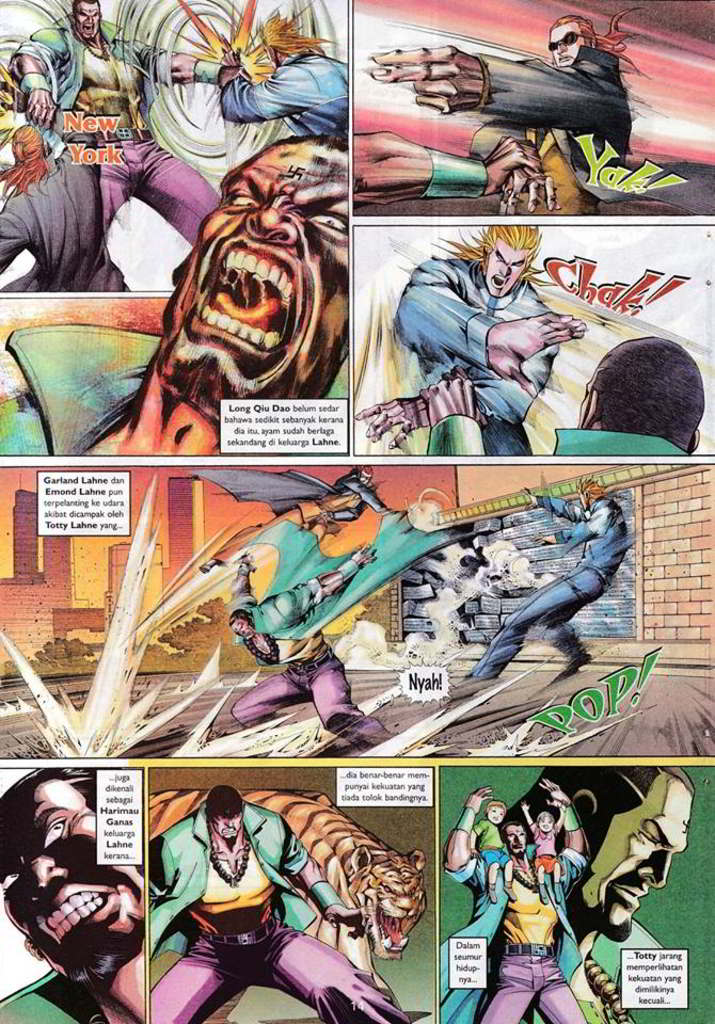 New
York
Long Qiu Dao belum sedar
bahawa sedikit sebanyak kerana
dia itu, ayam sudah berlaga
sekandang di keluarga Lahne.
Yak!
Chak!
Garland Lahne dan
Emond Lahne pun
terpelanting ke udara
akibat dicampak oleh
Totty Lahne yang...
Nyah!
POP!
...juga
dikenali
sebagai
Harimau
Ganas
keluarga
Lahne
kerana...
...dia benar-benar mem-
punyai kekuatan yang
tiada tolok bandingnya.
Dalam
seumur
hidup-
nya...
Totty jarang
memperlihatkan
kekuatan yang
dimilikinya
kecuali...
14